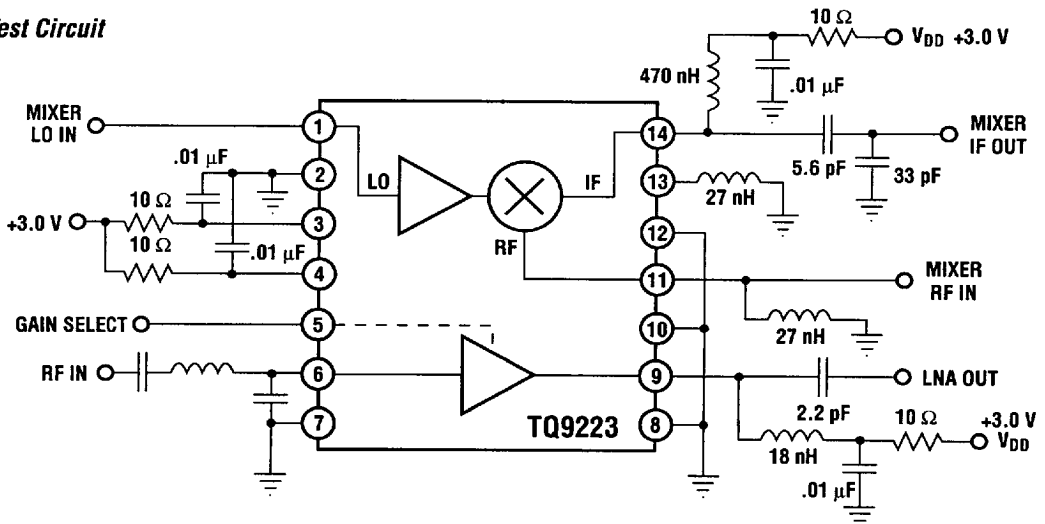 est Circuit
10 Ω
V_DD +3.0 V
470 nH
.01 µF
MIXER
LO IN
1
14
MIXER
IF OUT
.01 µF
2
LO
IF
5.6 pF
33 pF
13
27 nH
10 Ω
+3.0 V
3
RF
12
10 Ω
.01 µF
4
11
MIXER
RF IN
GAIN SELECT
5
10
27 nH
RF IN
6
9
LNA OUT
2.2 pF
7
TQ9223
8
10 Ω
+3.0 V
V_DD
18 nH
.01 µF